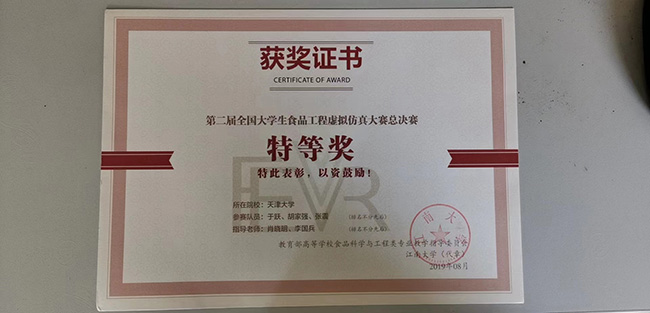 获奖证书
CERTIFICATE OF AWARD
第二届全国大学生食品工程虚拟仿真大赛总决赛
特等奖
特此表彰，以资鼓励！
所在院校：天津大学
参赛队员：于跃、胡家强、张霞 （排名不分先后）
指导老师：肖晓明、李国兵 （排名不分先后）
教育部高等学校食品科学与工程类专业教学指导委员会
江南大学（代章）
2019年08月
江南大